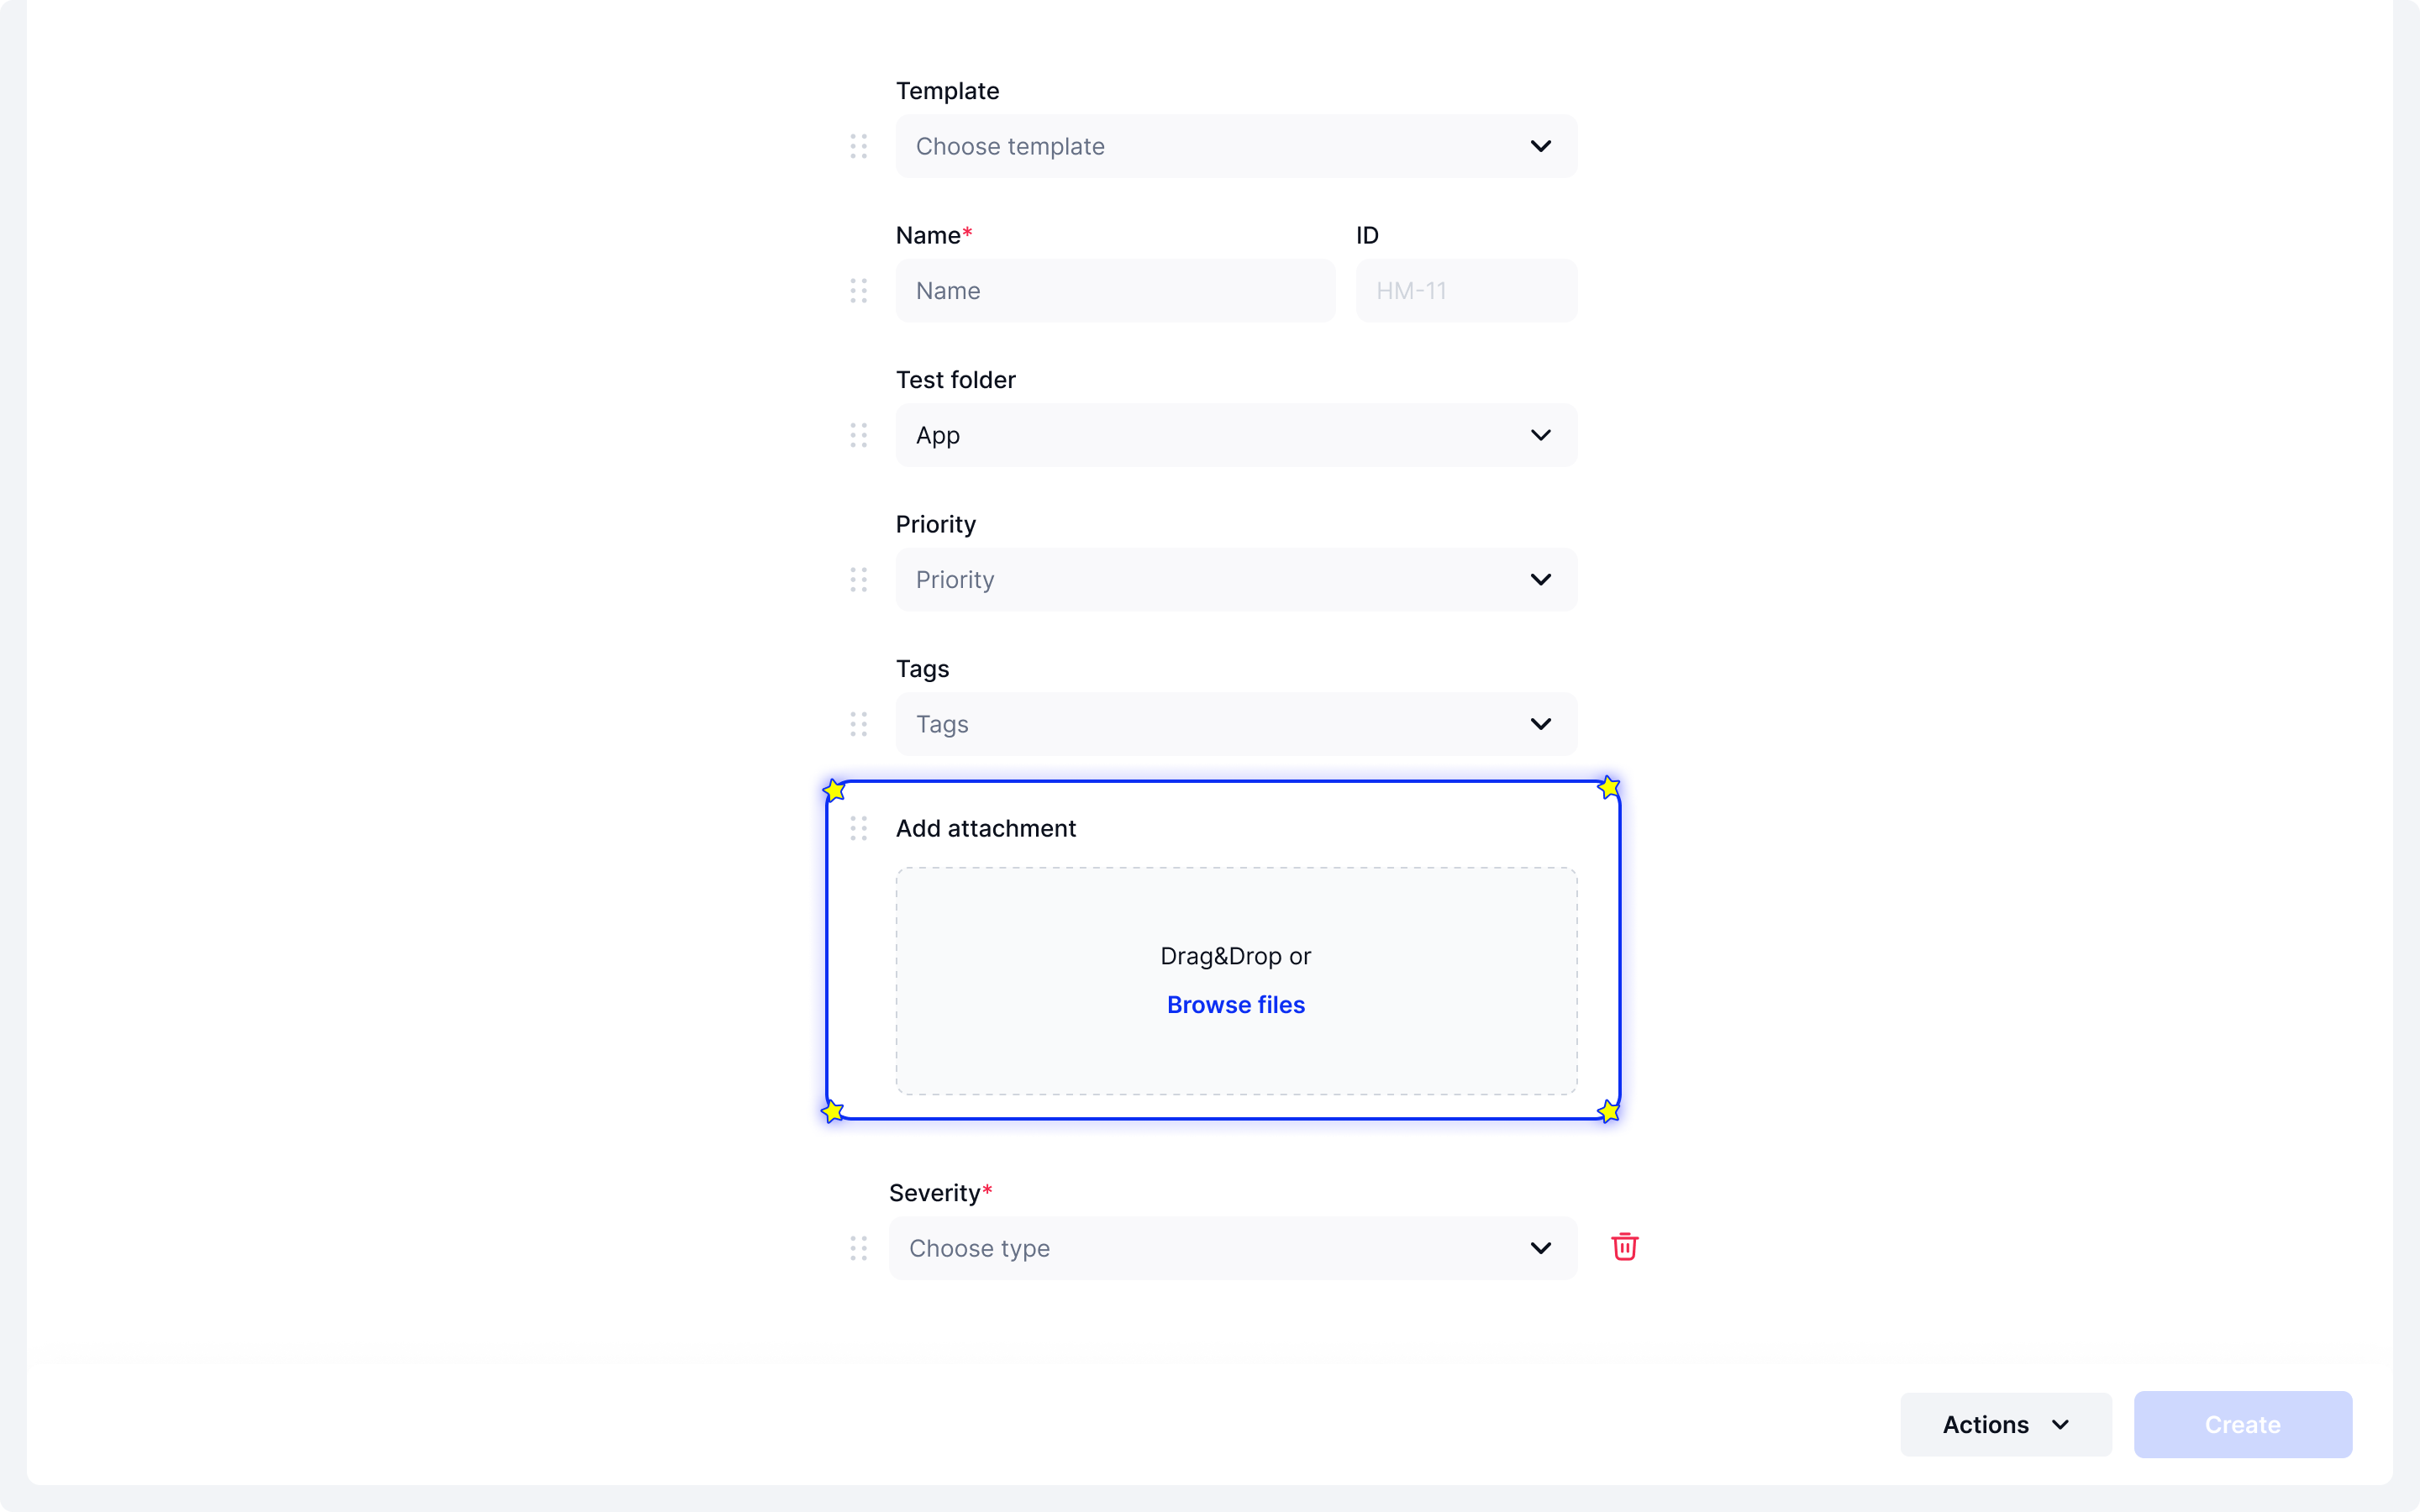 Template
Choose template
Name* ID
Name HM-11
Test folder
App
Priority
Priority
Tags
Tags
Add attachment
Drag&Drop or
Browse files
Severity*
Choose type
Actions Create